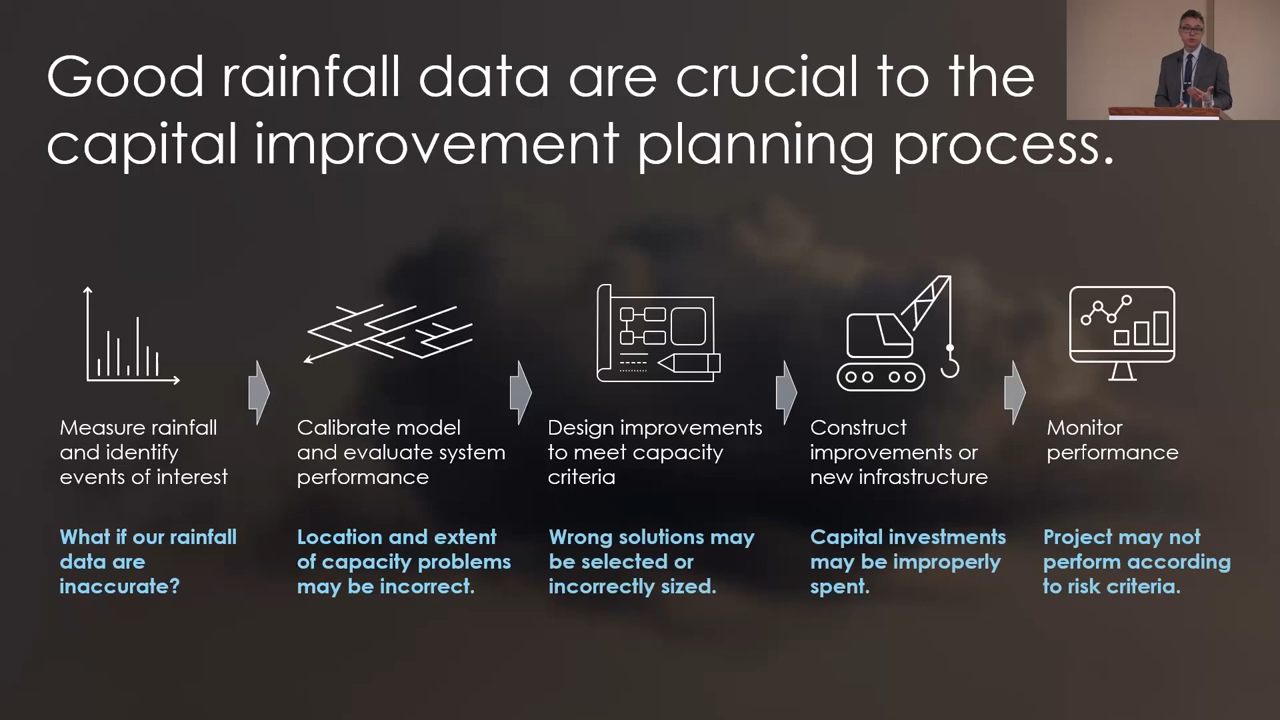 Good rainfall data are crucial to the
capital improvement planning process.
Measure rainfall
and identify
events of interest
Calibrate model
and evaluate system
performance
Design improvements
to meet capacity
criteria
Construct
improvements or
new infrastructure
Monitor
performance
What if our rainfall
data are
inaccurate?
Location and extent
of capacity problems
may be incorrect.
Wrong solutions may
be selected or
incorrectly sized.
Capital investments
may be improperly
spent.
Project may not
perform according
to risk criteria.